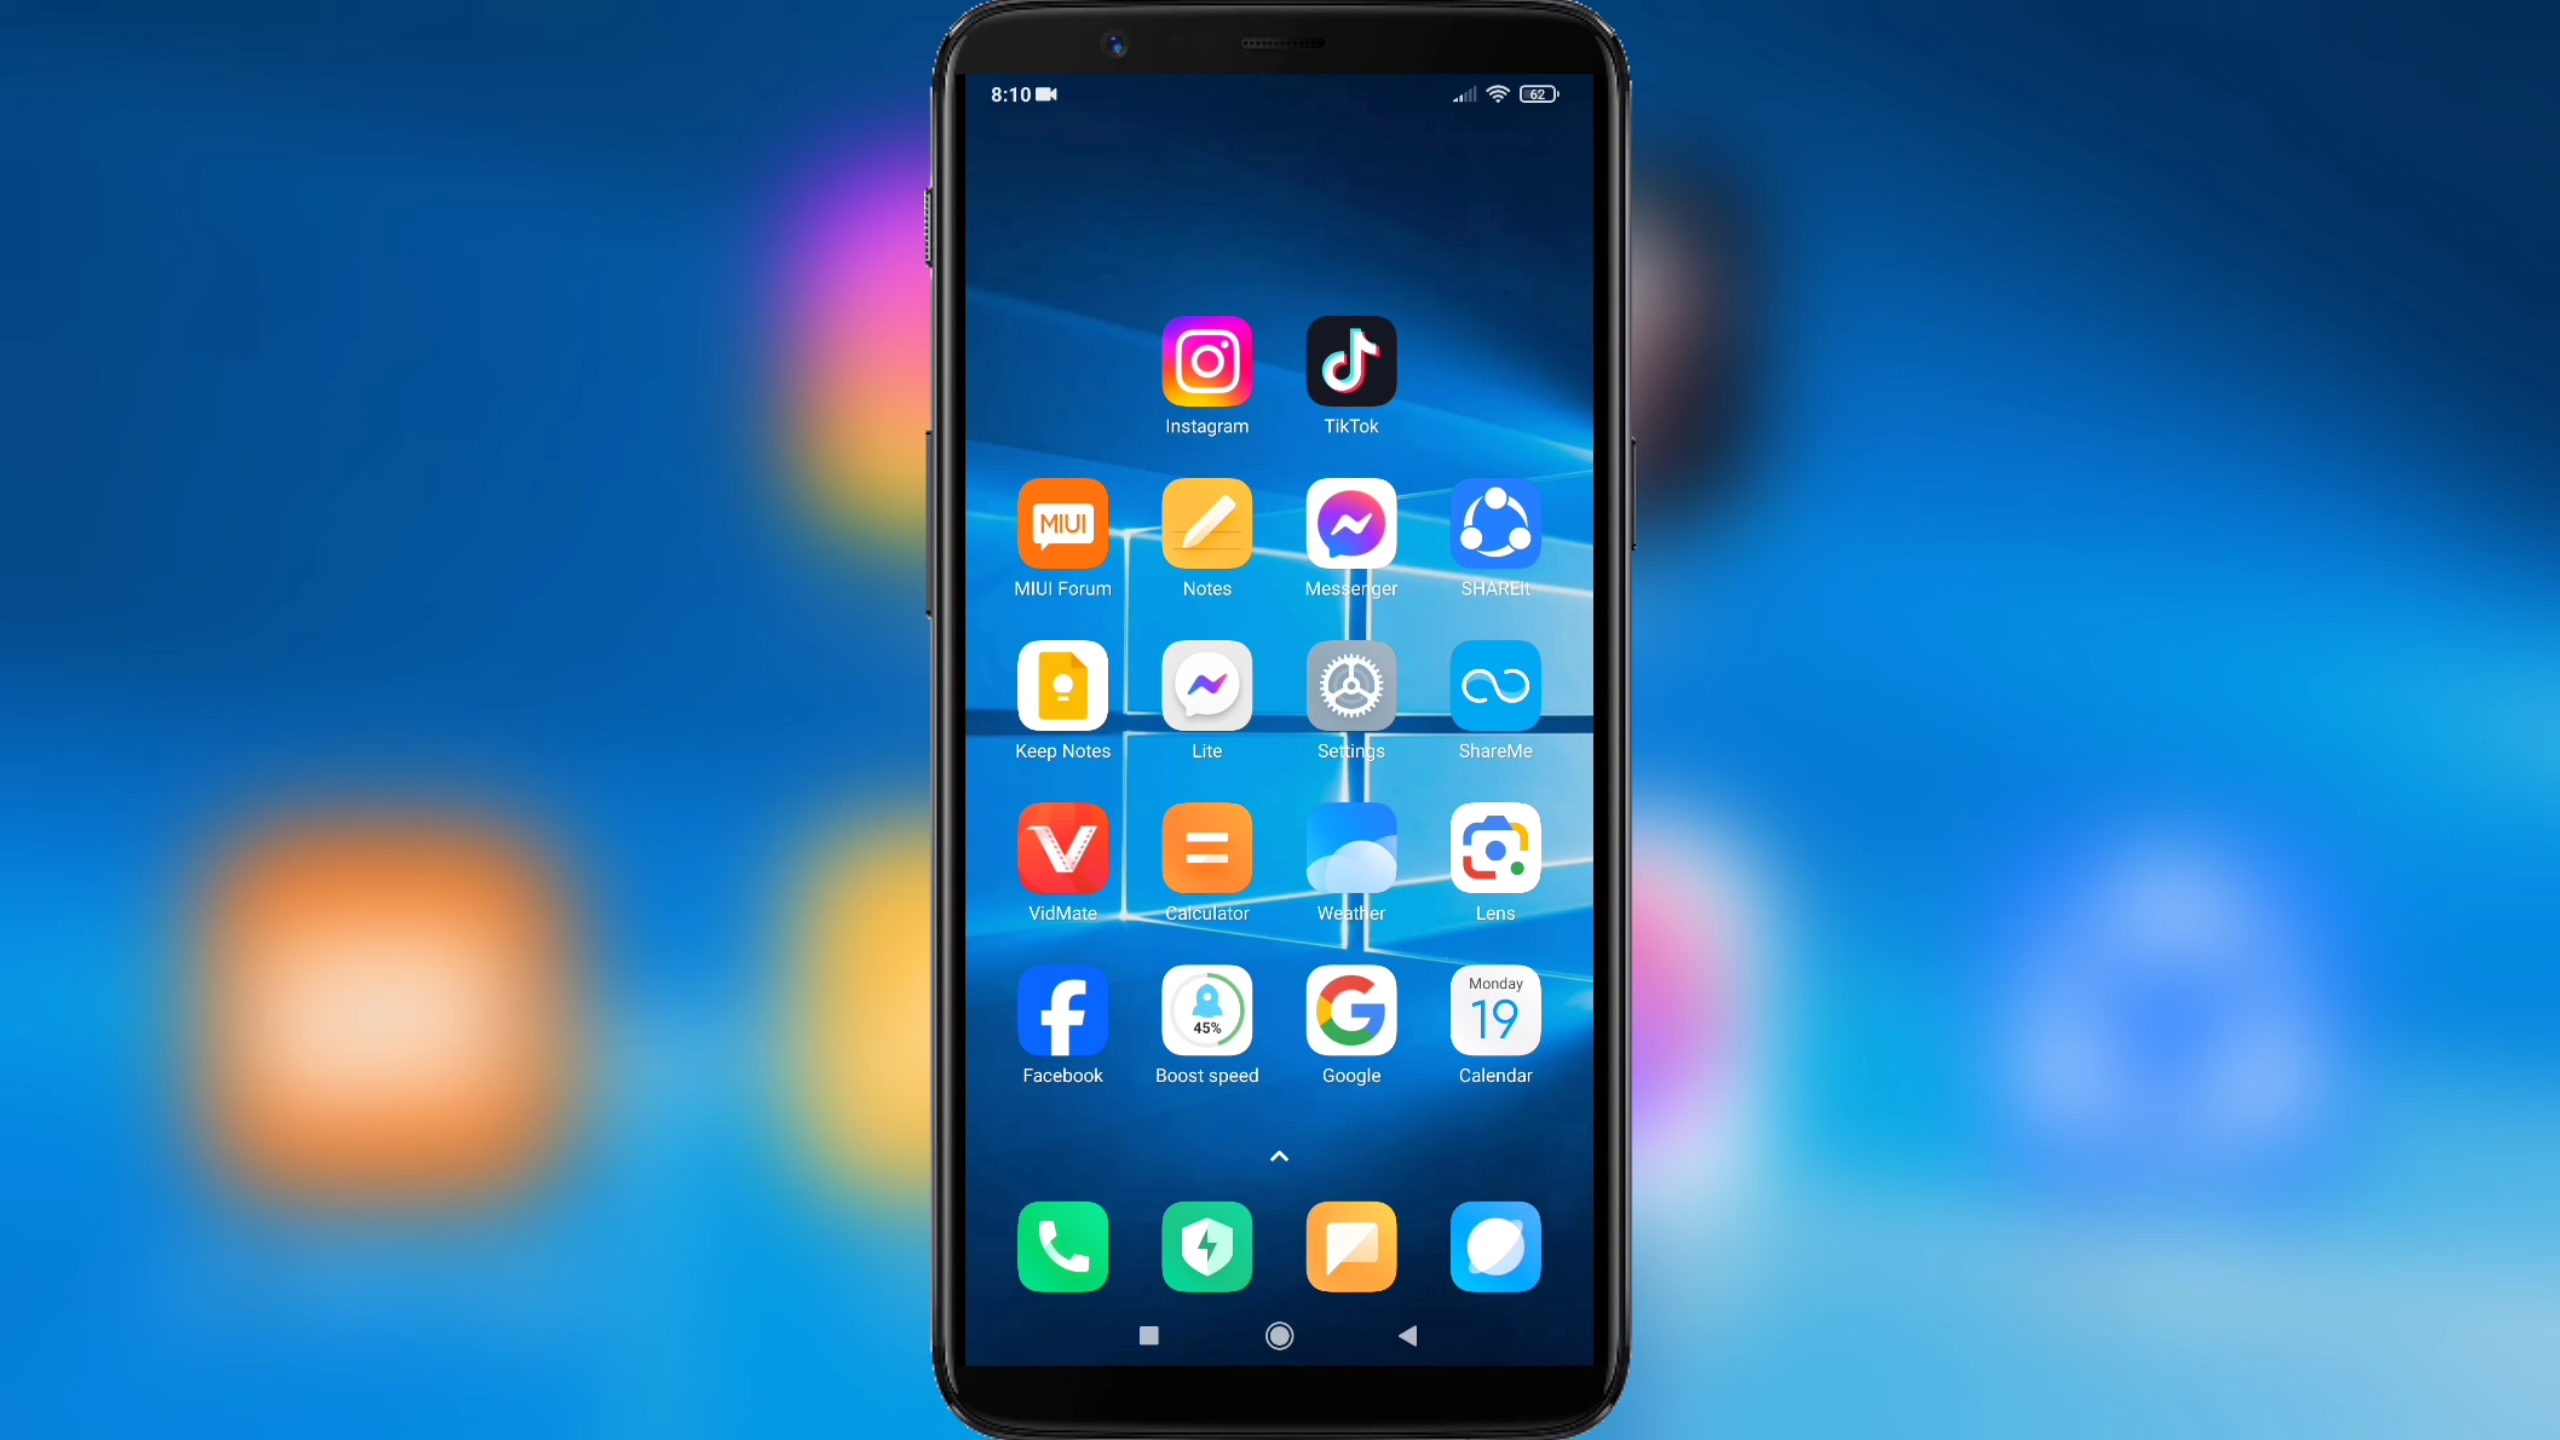 8:10 62
Instagram TikTok
MIUI
MIUI Forum Notes Messenger SHAREit
Keep Notes Lite Settings ShareMe
VidMate Calculator Weather Lens
Monday
19
45%
Facebook Boost speed Google Calendar